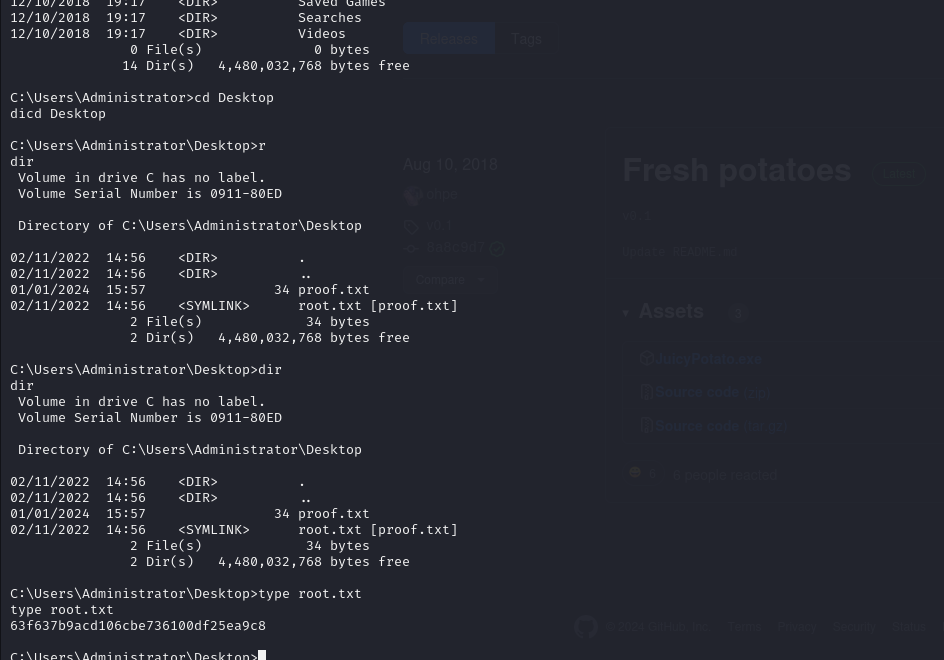 12/10/2018  19:17    <DIR>          Saved Games
12/10/2018  19:17    <DIR>          Searches
12/10/2018  19:17    <DIR>          Videos
               0 File(s)              0 bytes
              14 Dir(s)   4,480,032,768 bytes free
C:\Users\Administrator>cd Desktop
dicd Desktop
C:\Users\Administrator\Desktop>r
dir
 Volume in drive C has no label.
 Volume Serial Number is 0911-80ED
 Directory of C:\Users\Administrator\Desktop
02/11/2022  14:56    <DIR>          .
02/11/2022  14:56    <DIR>          ..
01/01/2024  15:57                34 proof.txt
02/11/2022  14:56    <SYMLINK>      root.txt [proof.txt]
               2 File(s)             34 bytes
               2 Dir(s)   4,480,032,768 bytes free
C:\Users\Administrator\Desktop>dir
dir
 Volume in drive C has no label.
 Volume Serial Number is 0911-80ED
 Directory of C:\Users\Administrator\Desktop
02/11/2022  14:56    <DIR>          .
02/11/2022  14:56    <DIR>          ..
01/01/2024  15:57                34 proof.txt
02/11/2022  14:56    <SYMLINK>      root.txt [proof.txt]
               2 File(s)             34 bytes
               2 Dir(s)   4,480,032,768 bytes free
C:\Users\Administrator\Desktop>type root.txt
type root.txt
63f637b9acd106cbe736100df25ea9c8
C:\Users\Administrator\Desktop>
Releases
Tags
Aug 10, 2018
ohpe
v0.1
Compare
Fresh potatoes
Latest
v0.1
Update README.md
Assets
3
JuicyPotato.exe
Source code (zip)
Source code (tar.gz)
6 people reacted
© 2024 GitHub, Inc.
Terms
Privacy
Security
Status